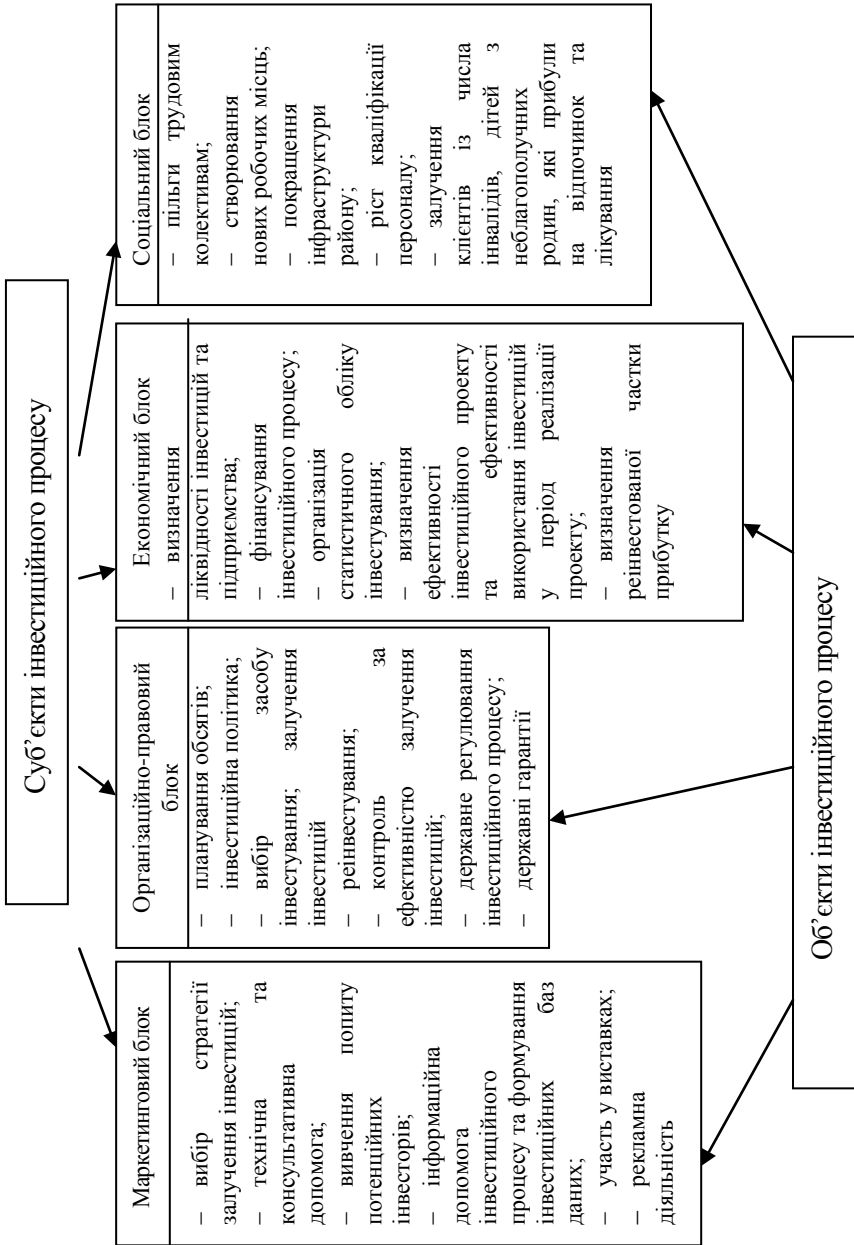 Суб’єкти інвестиційного процесу
Маркетинговий блок
– вибір стратегії
залучення інвестицій;
– технічна та
консультативна
допомога;
– вивчення попиту
потенційних
інвесторів;
– інформаційна
допомога
інвестиційного
процесу та формування
інвестиційних баз
даних;
– участь у виставках;
– рекламна
діяльність
Організаційно-правовий
блок
– планування обсягів;
– інвестиційна політика;
– вибір засобу
інвестування; залучення
інвестицій
– реінвестування;
– контроль за
ефективністю залучення
інвестицій;
– державне регулювання
інвестиційного процесу;
– державні гарантії
Економічний блок
– визначення
ліквідності інвестицій та
підприємства;
– фінансування
інвестиційного процесу;
– організація
статистичного обліку
інвестування;
– визначення
ефективності
інвестиційного проекту
та ефективності
використання інвестицій
у період реалізації
проекту;
– визначення
реінвестованої частки
прибутку
Соціальний блок
– пільги трудовим
колективам;
– створювання
нових робочих місць;
– покращення
інфраструктури
району;
– ріст кваліфікації
персоналу;
– залучення
клієнтів із числа
інвалідів, дітей з
неблагополучних
родин, які прибули
на відпочинок та
лікування
Об’єкти інвестиційного процесу